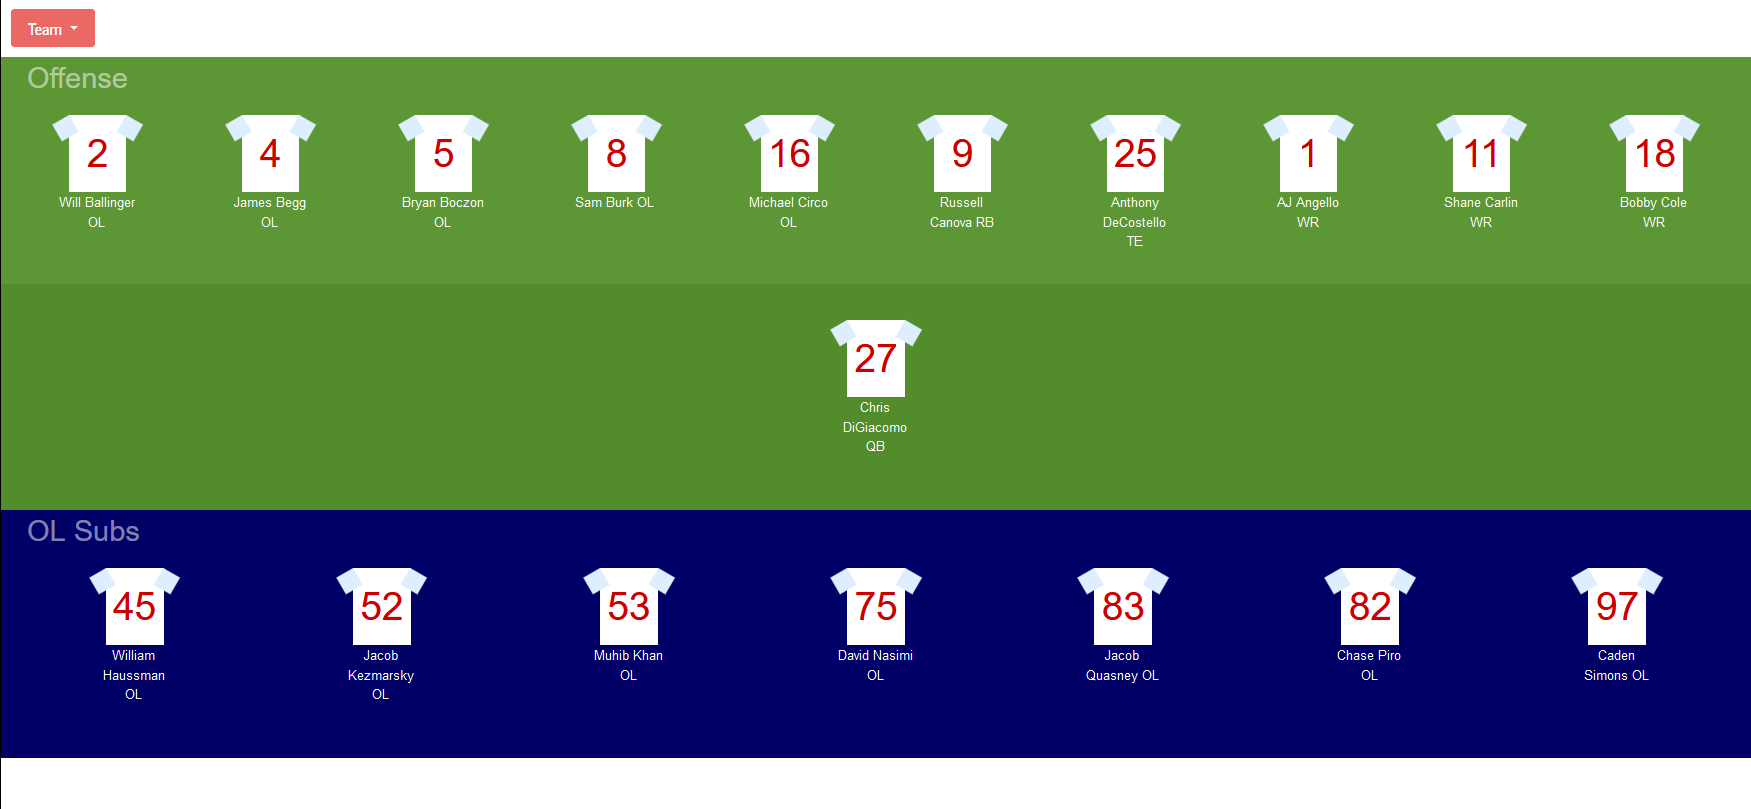 Team
Offense
2 4 5 8 16 9 25 1 11 18
Will Ballinger
OL
James Begg
OL
Bryan Boczon
OL
Sam Burk OL
Michael Circo
OL
Russell
Canova RB
Anthony
DeCostello
TE
AJ Angello
WR
Shane Carlin
WR
Bobby Cole
WR
27
Chris
DiGiacomo
QB
OL Subs
45 52 53 75 83 82 97
William
Haussman
OL
Jacob
Kezmarsky
OL
Muhib Khan
OL
David Nasimi
OL
Jacob
Quasney OL
Chase Piro
OL
Caden
Simons OL